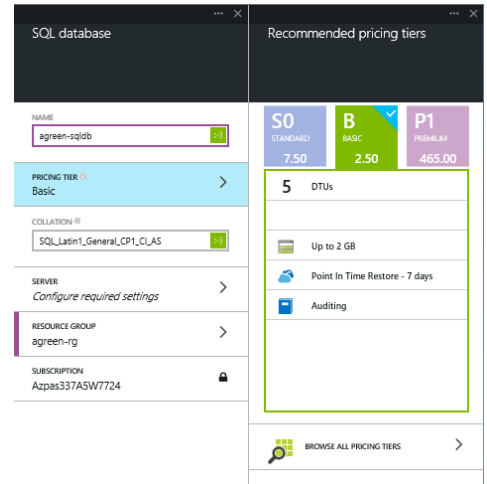 SQL database
NAME
agreen-sqldb
PRICING TIER
Basic
COLLATION
SQL_Latin1_General_CP1_CI_AS
SERVER
Configure required settings
RESOURCE GROUP
agreen-rg
SUBSCRIPTION
Azpas337A5W7724
Recommended pricing tiers
S0
STANDARD
7.50
B
BASIC
2.50
P1
PREMIUM
465.00
5 DTUs
Up to 2 GB
Point In Time Restore - 7 days
Auditing
BROWSE ALL PRICING TIERS